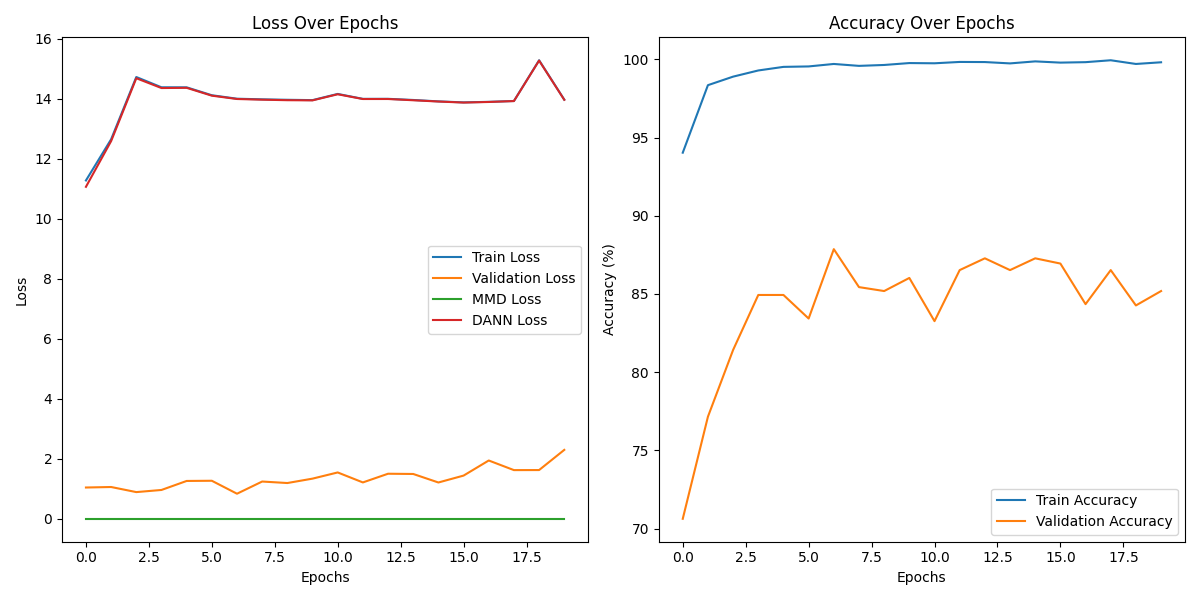 Loss Over Epochs
16
14
12
10
8
6
4
2
0
Loss
0.0 2.5 5.0 7.5 10.0 12.5 15.0 17.5
Epochs
Train Loss
Validation Loss
MMD Loss
DANN Loss
Accuracy Over Epochs
100
95
90
85
80
75
70
Accuracy (%)
0.0 2.5 5.0 7.5 10.0 12.5 15.0 17.5
Epochs
Train Accuracy
Validation Accuracy